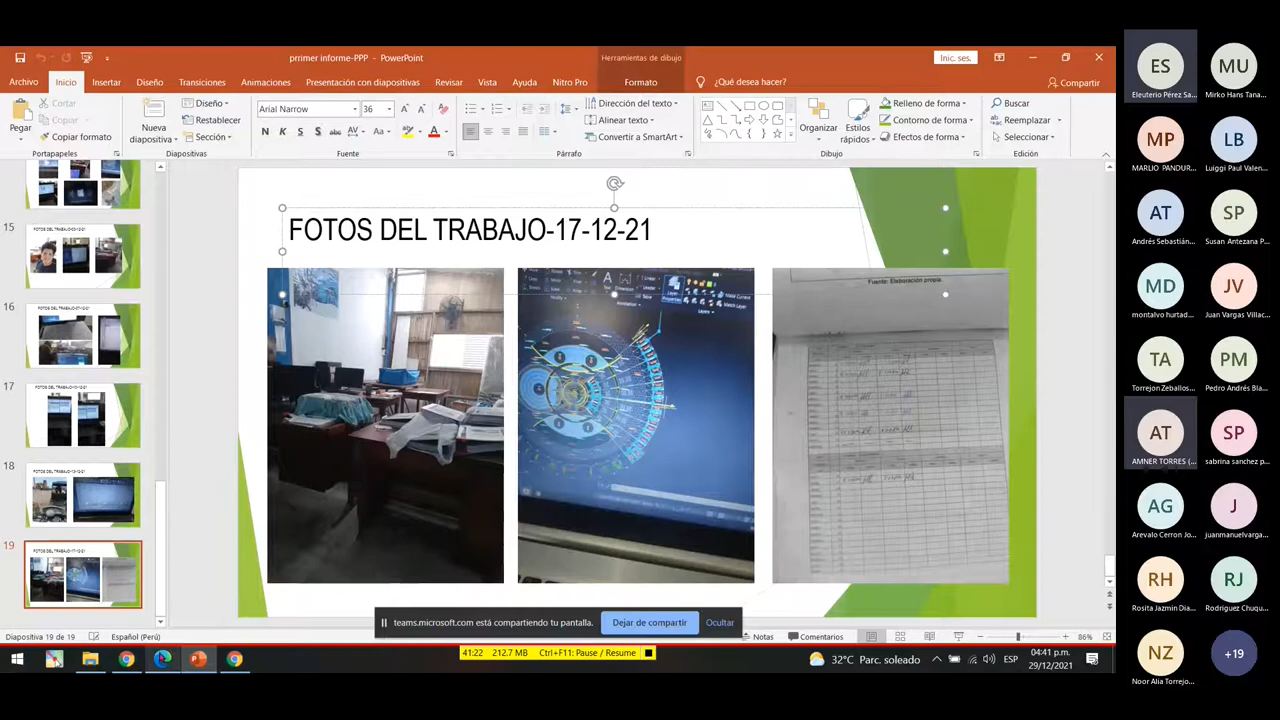 prrimer informe-PPP - PowerPoint
Herramientas de dibujo
Inic. ses.
Archivo
Inicio
Insertar
Diseño
Transiciones
Animaciones
Presentación con diapositivas
Revisar
Vista
Ayuda
Nitro Pro
Formato
¿Qué desea hacer?
Compartir
Pegar
Cortar
Copiar
Copiar formato
Portapapeles
Nueva diapositiva
Diseño
Restablecer
Sección
Diapositivas
Arial Narrow
36
Fuente
Párrafo
Dirección del texto
Alinear texto
Convertir a SmartArt
Organizar
Estilos rápidos
Relleno de forma
Contorno de forma
Efectos de forma
Dibujo
Buscar
Reemplazar
Seleccionar
Edición
15
16
17
18
19
FOTOS DEL TRABAJO-17-12-21
Fuente: Elaboración propia.
teams.microsoft.com está compartiendo tu pantalla.
Dejar de compartir
Ocultar
Diapositiva 19 de 19
Español (Perú)
Notas
Comentarios
86%
41:22 212.7 MB Ctrl+F11: Pause / Resume
32°C Parc. soleado
ESP
04:41 p.m.
29/12/2021
ES
Eleuterio Pérez Sa...
MU
Mirko Hans Tana...
MP
MARLIO PANDUR...
LB
Luiggi Paul Valen...
AT
Andrés Sebastián...
SP
Susan Antezana P...
MD
montalvo hurtad...
JV
Juan Vargas Villac...
TA
Torrejon Zeballos...
PM
Pedro Andrés Bla...
AT
AMNER TORRES (...
SP
sabrina sanchez p...
AG
Arevalo Cerron Jo...
J
juanmuelvarga...
RH
Rosita Jazmin Dia...
RJ
Rodriguez Chuqu...
NZ
Noor Alia Torrejo...
+19